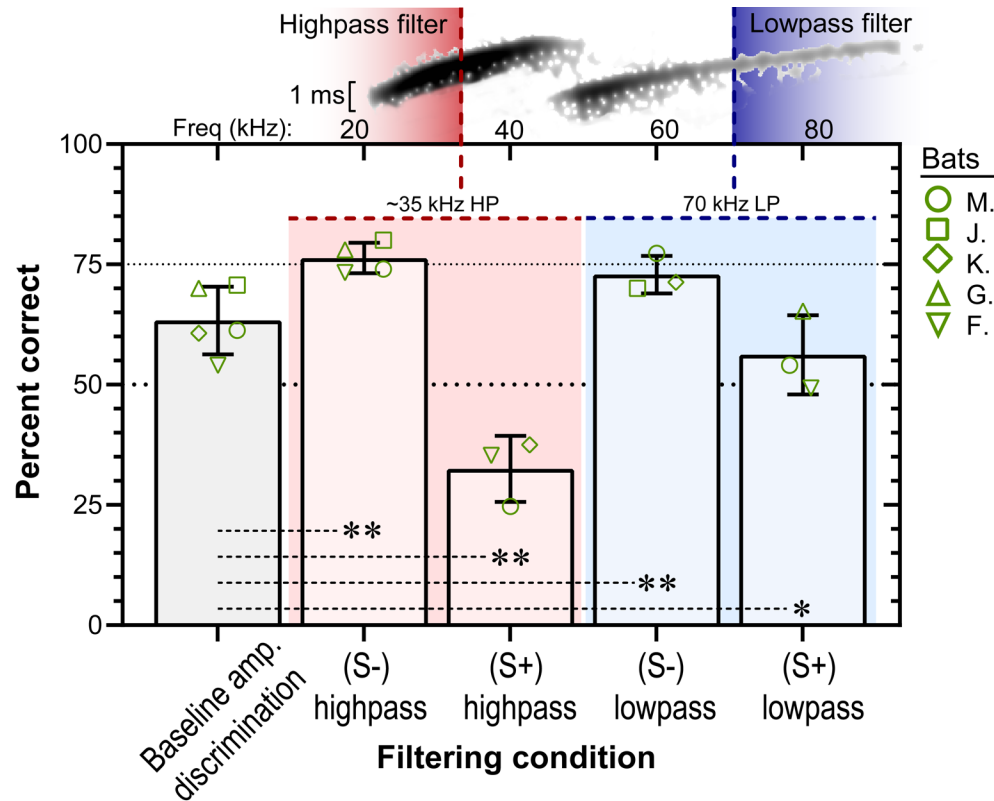 Highpass filter
Lowpass filter
1 ms
Freq (kHz): 20 40 60 80
~35 kHz HP
70 kHz LP
Bats
M.
J.
K.
G.
F.
Percent correct
100
75
50
25
0
**
**
**
*
Baseline amp.
discrimination
(S-)
highpass
(S+)
highpass
(S-)
lowpass
(S+)
lowpass
Filtering condition